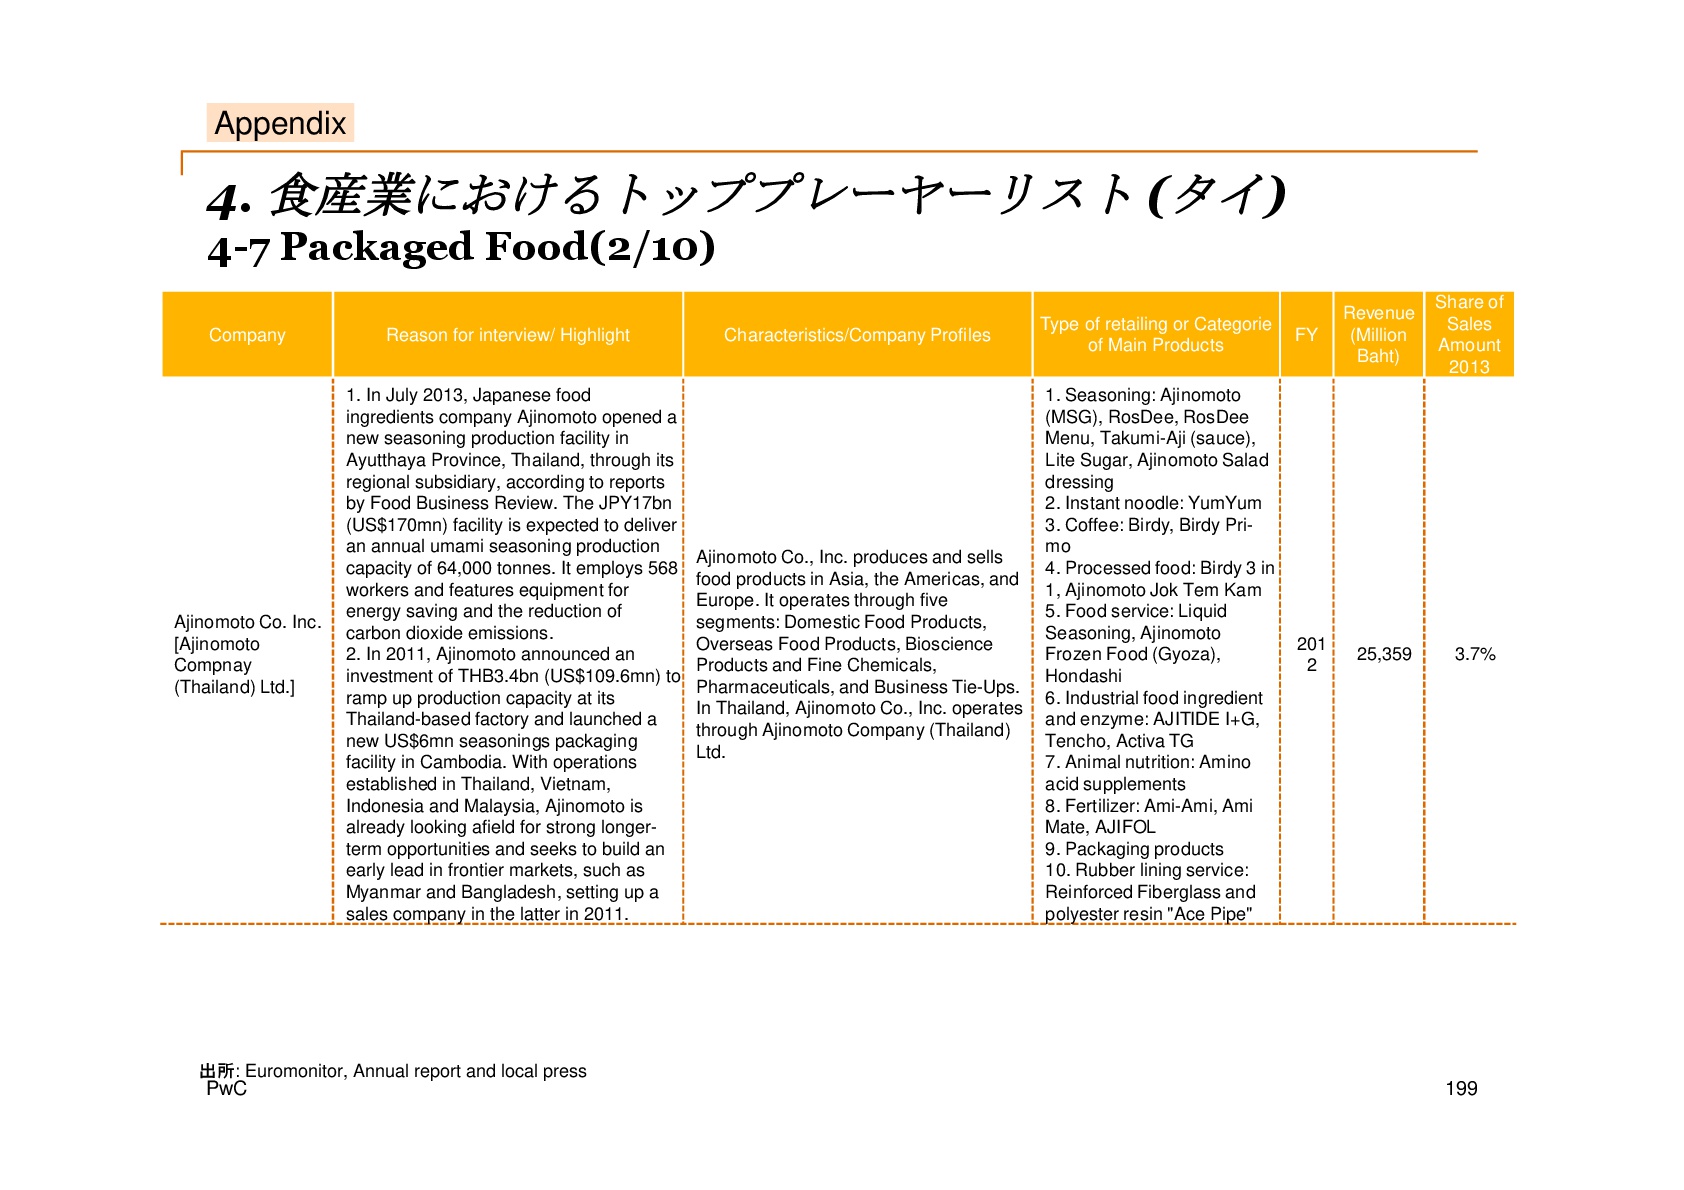 Appendix
4. 食産業におけるトッププレーヤーリスト(タイ)
4-7 Packaged Food(2/10)
Company
Reason for interview/ Highlight
Characteristics/Company Profiles
Type of retailing or Categorie
of Main Products
FY
Revenue
(Million
Baht)
Share of
Sales
Amount
2013
Ajinomoto Co. Inc.
[Ajinomoto
Compnay
(Thailand) Ltd.]
1. In July 2013, Japanese food
ingredients company Ajinomoto opened a
new seasoning production facility in
Ayutthaya Province, Thailand, through its
regional subsidiary, according to reports
by Food Business Review. The JPY17bn
(US$170mn) facility is expected to deliver
an annual umami seasoning production
capacity of 64,000 tonnes. It employs 568
workers and features equipment for
energy saving and the reduction of
carbon dioxide emissions.
2. In 2011, Ajinomoto announced an
investment of THB3.4bn (US$109.6mn) to
ramp up production capacity at its
Thailand-based factory and launched a
new US$6mn seasonings packaging
facility in Cambodia. With operations
established in Thailand, Vietnam,
Indonesia and Malaysia, Ajinomoto is
already looking afield for strong longer-
term opportunities and seeks to build an
early lead in frontier markets, such as
Myanmar and Bangladesh, setting up a
sales company in the latter in 2011.
Ajinomoto Co., Inc. produces and sells
food products in Asia, the Americas, and
Europe. It operates through five
segments: Domestic Food Products,
Overseas Food Products, Bioscience
Products and Fine Chemicals,
Pharmaceuticals, and Business Tie-Ups.
In Thailand, Ajinomoto Co., Inc. operates
through Ajinomoto Company (Thailand)
Ltd.
1. Seasoning: Ajinomoto
(MSG), RosDee, RosDee
Menu, Takumi-Aji (sauce),
Lite Sugar, Ajinomoto Salad
dressing
2. Instant noodle: YumYum
3. Coffee: Birdy, Birdy Pri-
mo
4. Processed food: Birdy 3 in
1, Ajinomoto Jok Tem Kam
5. Food service: Liquid
Seasoning, Ajinomoto
Frozen Food (Gyoza),
Hondashi
6. Industrial food ingredient
and enzyme: AJITIDE I+G,
Tencho, Activa TG
7. Animal nutrition: Amino
acid supplements
8. Fertilizer: Ami-Ami, Ami
Mate, AJIFOL
9. Packaging products
10. Rubber lining service:
Reinforced Fiberglass and
polyester resin "Ace Pipe"
201
2
25,359
3.7%
出所: Euromonitor, Annual report and local press
PwC
199